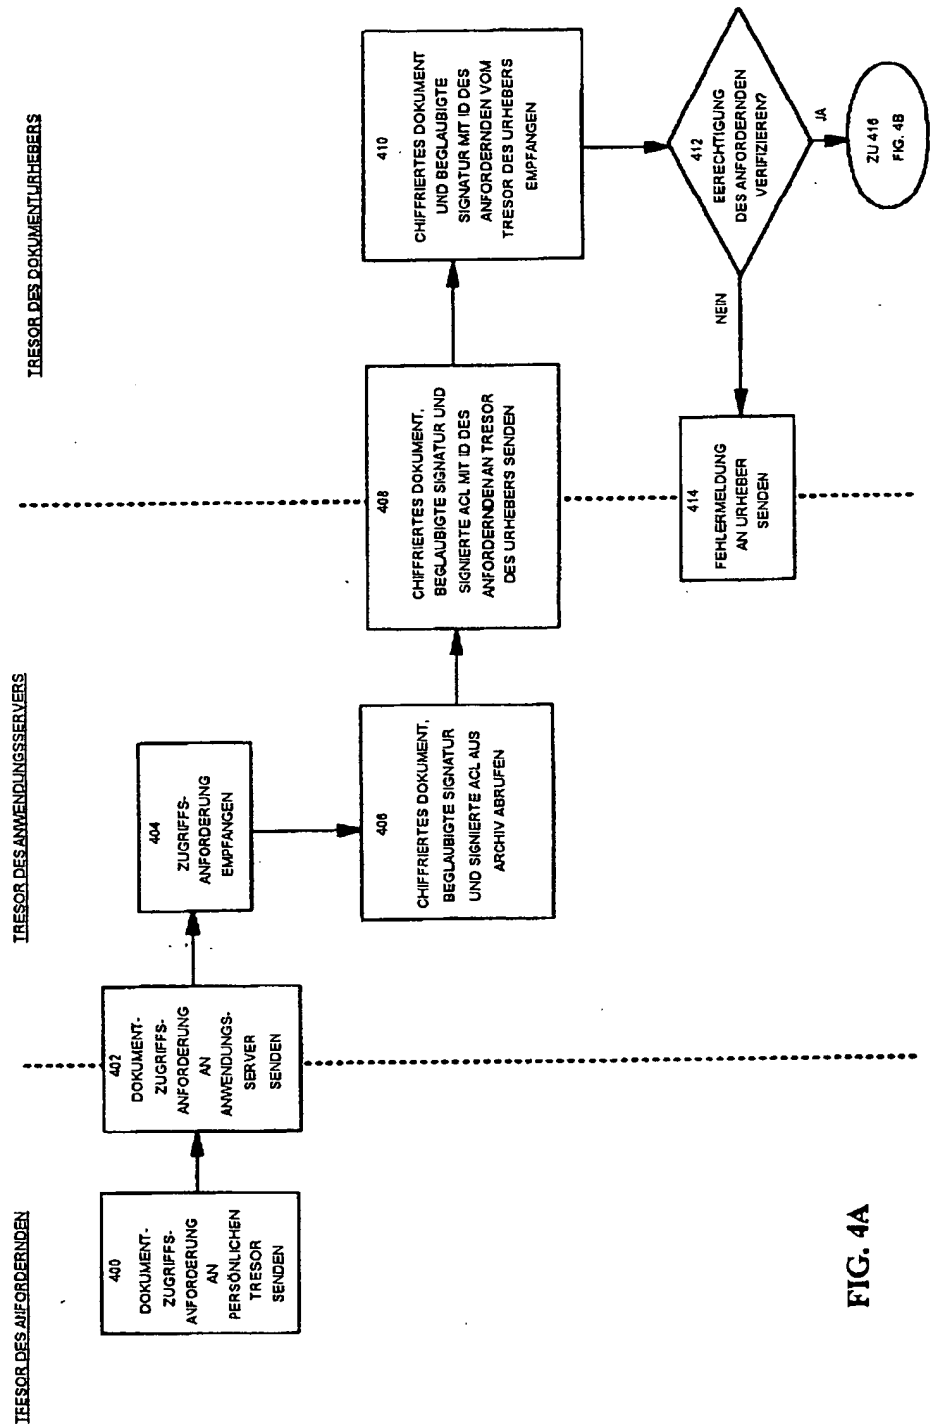 TRESOR DES ANFORDERNDEN
TRESOR DES ANWENDUNGSSERVERS
TRESOR DES DOKUMENTURHEBERS
400
DOKUMENT-
ZUGRIFFS-
ANFORDERUNG
AN
PERSÖNLICHEN
TRESOR
SENDEN
402
DOKUMENT-
ZUGRIFFS-
ANFORDERUNG
AN
ANWENDUNGS-
SERVER
SENDEN
404
ZUGRIFFS-
ANFORDERUNG
EMPFANGEN
406
CHIFFRIERTES DOKUMENT,
BEGLAUBIGTE SIGNATUR
UND SIGNIERTE ACL AUS
ARCHIV ABRUFEN
408
CHIFFRIERTES DOKUMENT,
BEGLAUBIGTE SIGNATUR UND
SIGNIERTE ACL MIT ID DES
ANFORDERNDEN AN TRESOR
DES URHEBERS SENDEN
410
CHIFFRIERTES DOKUMENT
UND BEGLAUBIGTE
SIGNATUR MIT ID DES
ANFORDERNDEN VOM
TRESOR DES URHEBERS
EMPFANGEN
412
EERECHTIGUNG
DES ANFORDERNDEN
VERIFIZIEREN?
NEIN
JA
414
FEHLERMELDUNG
AN URHEBER
SENDEN
ZU 416
FIG. 4B
FIG. 4A